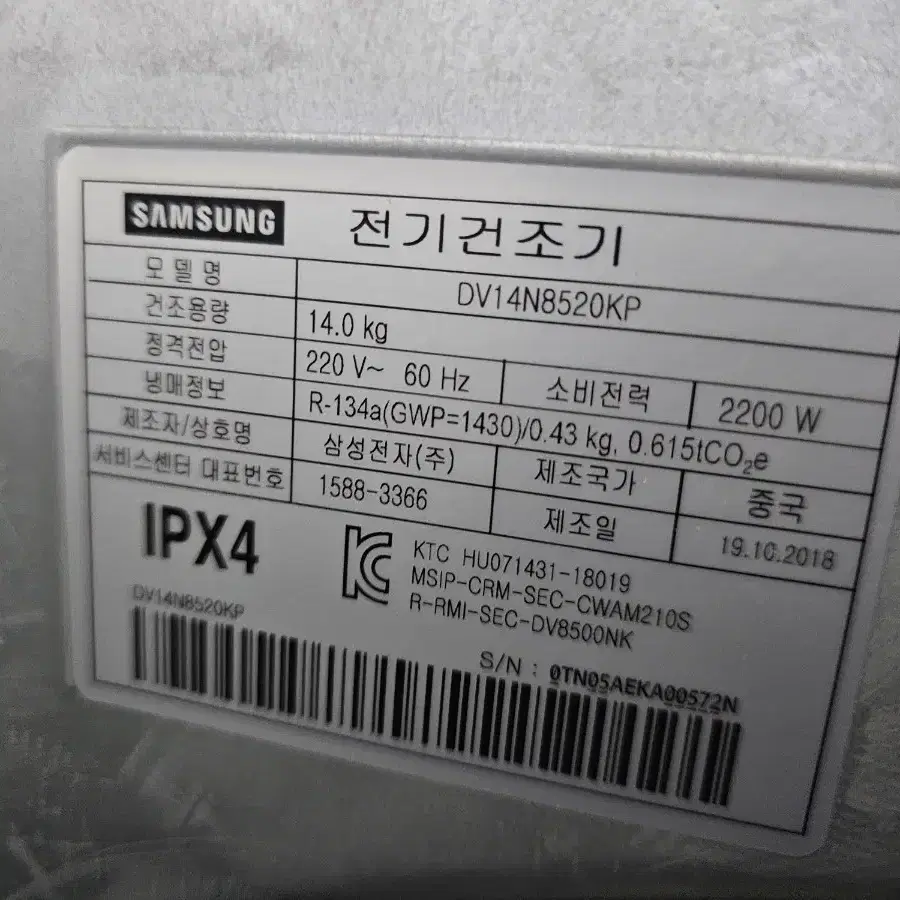 SAMSUNG 전기건조기
모델명 DV14N8520KP
건조용량 14.0 kg
정격전압 220 V~ 60 Hz 소비전력 2200 W
냉매정보 R-134a(GWP=1430)/0.43 kg, 0.615tCO₂e
제조자/상호명 삼성전자(주) 제조국가 중국
서비스센터 대표번호 1588-3366 제조일 19.10.2018
IPX4
KTC HU071431-18019
MSIP-CRM-SEC-CWAM210S
R-RMI-SEC-DV8500NK
DV14N8520KP
S/N : 0TN05AEKA00572N